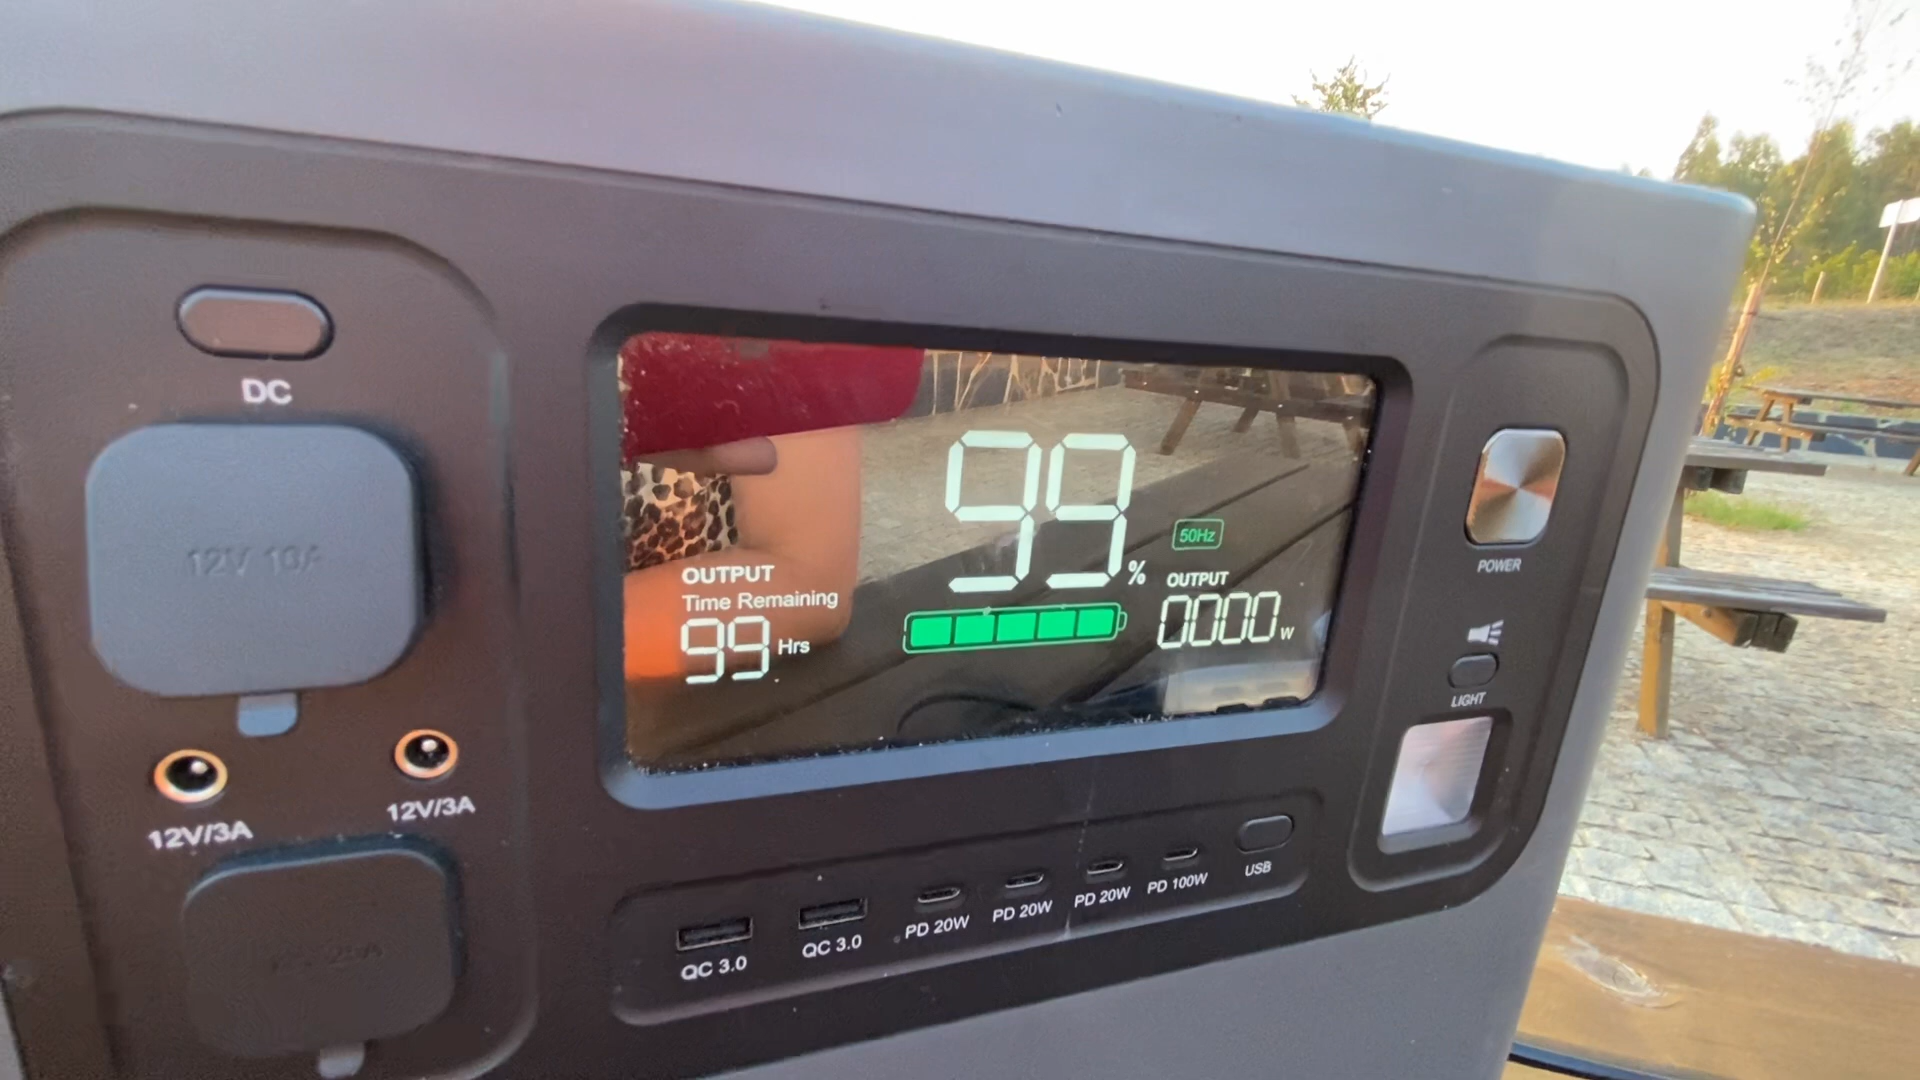 DC
12V 10A
12V/3A
12V/3A
99%
50Hz
OUTPUT
Time Remaining
99 Hrs
OUTPUT
0000 W
POWER
LIGHT
QC 3.0
QC 3.0
PD 20W
PD 20W
PD 20W
PD 100W
USB